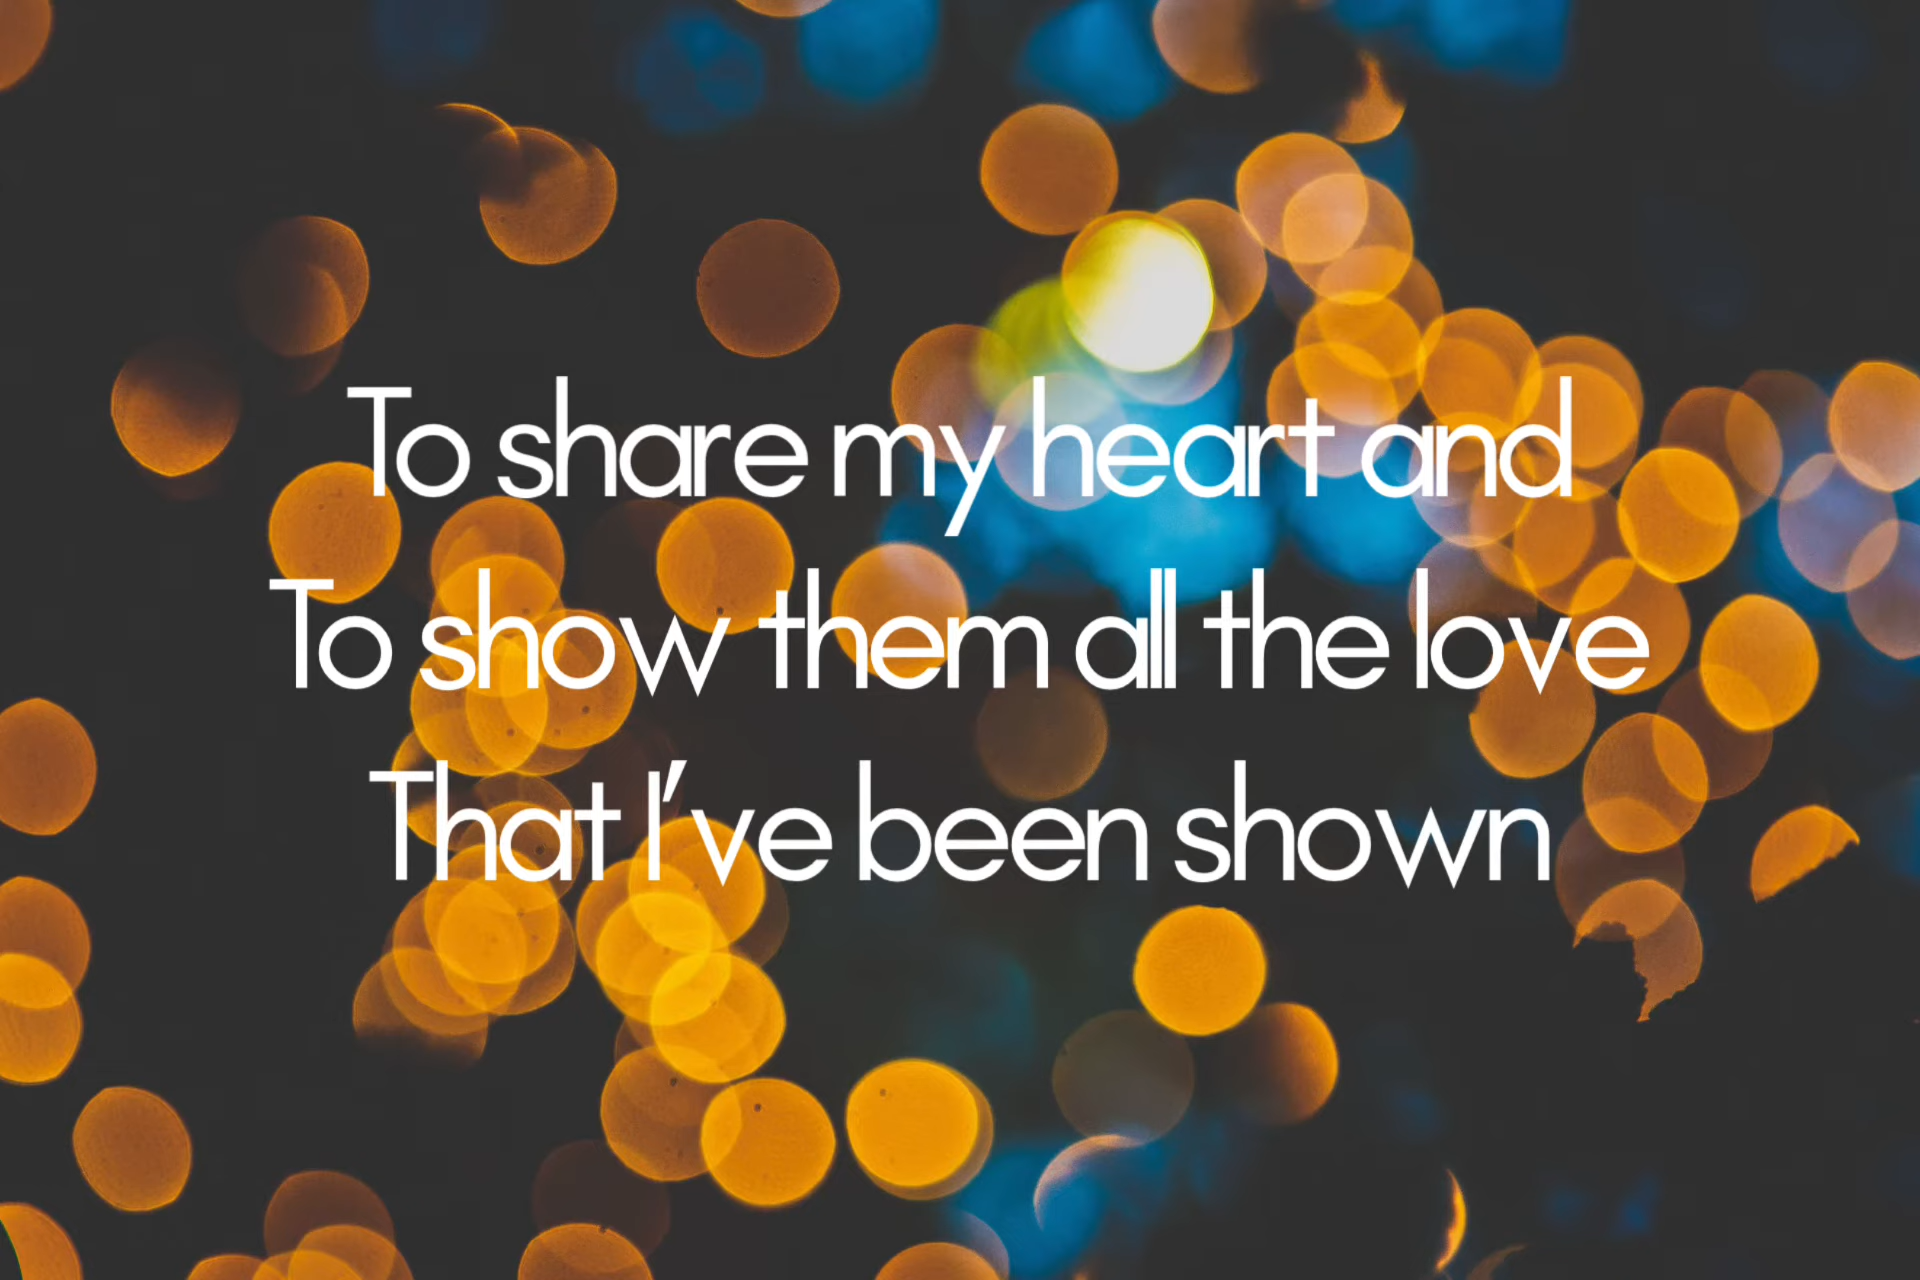 To share my heart and
To show them all the love
That I've been shown